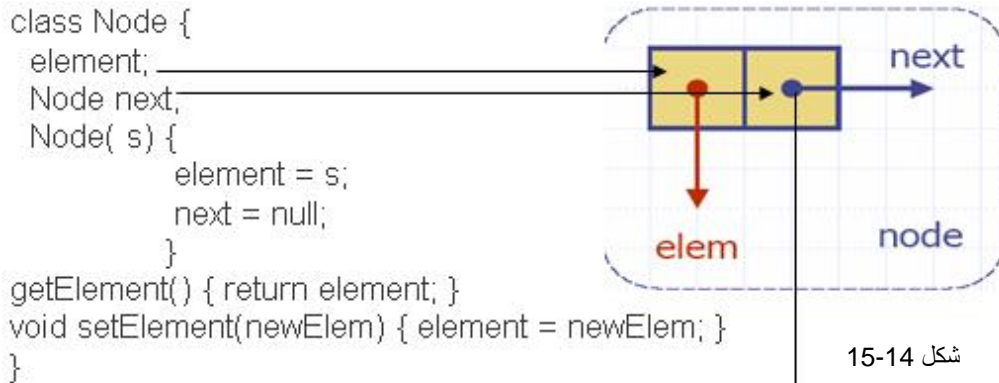 class Node {
element;
Node next;
Node( s) {
element = s;
next = null;
}
getElement() { return element; }
void setElement(newElem) { element = newElem; }
}
next
elem
node
شكل 14-15